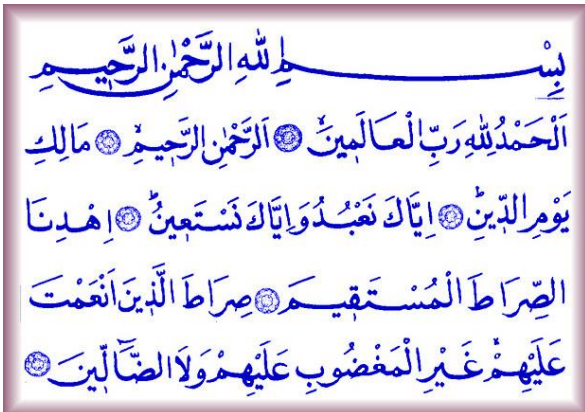 بِسْمِ اللهِ الرَّحْمٰنِ الرَّحِيمِ
اَلْحَمْدُ لِلّٰهِ رَبِّ الْعَالَمِينَۙ ۝ اَلرَّحْمٰنِ الرَّحِيمِۙ ۝ مَالِكِ
يَوْمِ الدِّينِۜ ۝ اِيَّاكَ نَعْبُدُ وَاِيَّاكَ نَسْتَعِينُۜ ۝ اِهْدِنَا
الصِّرَاطَ الْمُسْتَقِيمَ ۝ صِرَاطَ الَّذِينَ اَنْعَمْتَ
عَلَيْهِمْۙ غَيْرِ الْمَغْضُوبِ عَلَيْهِمْ وَلَا الضَّٓالِّينَ ۝